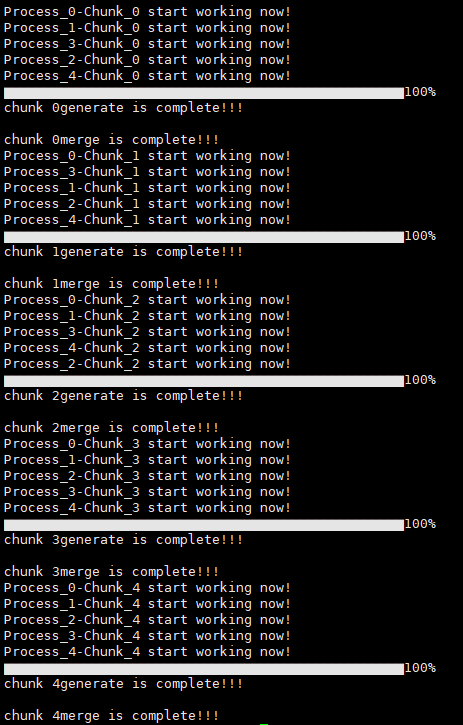 Process_0-Chunk_0 start working now!
Process_1-Chunk_0 start working now!
Process_3-Chunk_0 start working now!
Process_2-Chunk_0 start working now!
Process_4-Chunk_0 start working now!
100%
chunk 0generate is complete!!!
chunk 0merge is complete!!!
Process_0-Chunk_1 start working now!
Process_3-Chunk_1 start working now!
Process_1-Chunk_1 start working now!
Process_2-Chunk_1 start working now!
Process_4-Chunk_1 start working now!
100%
chunk 1generate is complete!!!
chunk 1merge is complete!!!
Process_0-Chunk_2 start working now!
Process_1-Chunk_2 start working now!
Process_3-Chunk_2 start working now!
Process_4-Chunk_2 start working now!
Process_2-Chunk_2 start working now!
100%
chunk 2generate is complete!!!
chunk 2merge is complete!!!
Process_0-Chunk_3 start working now!
Process_1-Chunk_3 start working now!
Process_2-Chunk_3 start working now!
Process_3-Chunk_3 start working now!
Process_4-Chunk_3 start working now!
100%
chunk 3generate is complete!!!
chunk 3merge is complete!!!
Process_0-Chunk_4 start working now!
Process_1-Chunk_4 start working now!
Process_2-Chunk_4 start working now!
Process_3-Chunk_4 start working now!
Process_4-Chunk_4 start working now!
100%
chunk 4generate is complete!!!
chunk 4merge is complete!!!